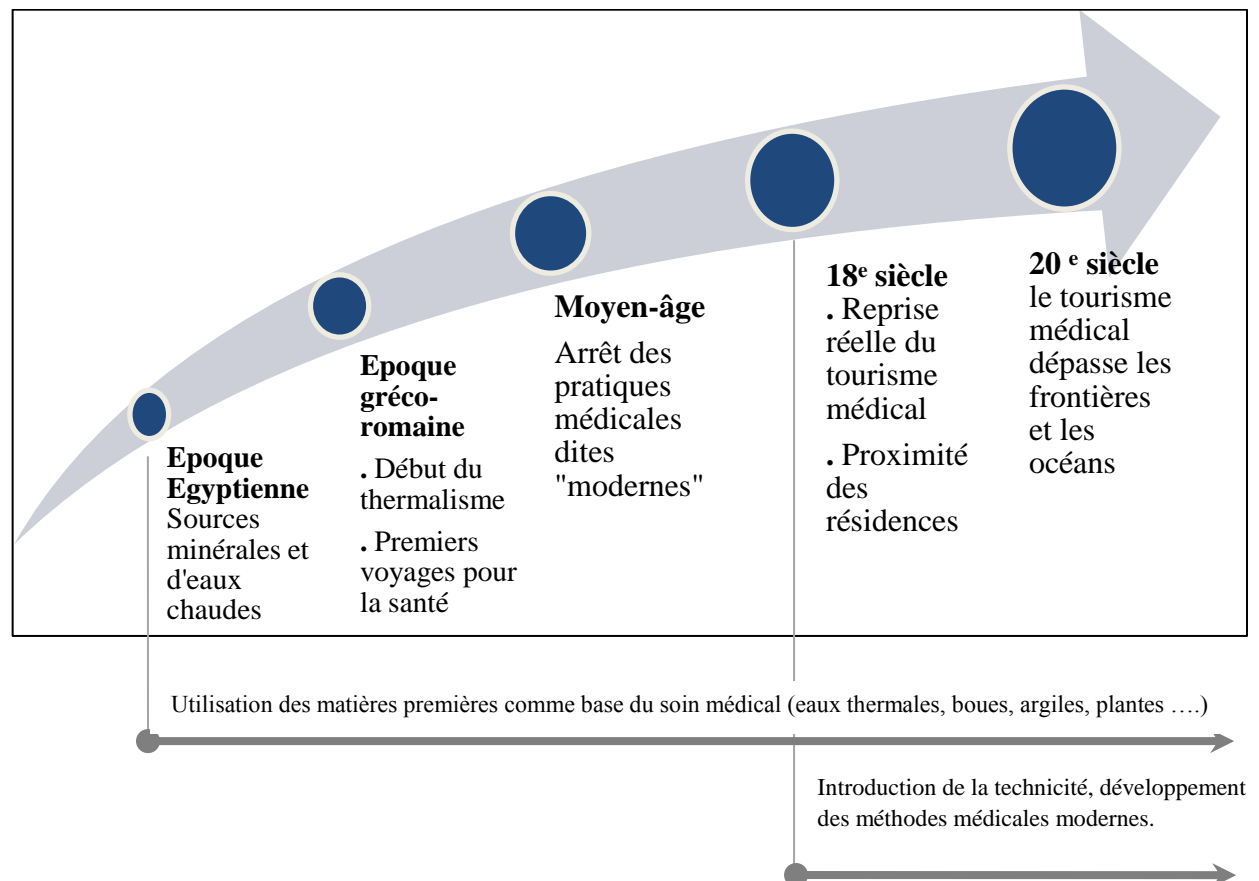 Epoque
Egyptienne
Sources
minérales et
d'eaux
chaudes
Epoque
gréco-
romaine
. Début du
thermalisme
. Premiers
voyages pour
la santé
Moyen-âge
Arrêt des
pratiques
médicales
dites
"modernes"
18e siècle
. Reprise
réelle du
tourisme
médical
. Proximité
des
résidences
20 e siècle
le tourisme
médical
dépasse les
frontières
et les
océans
Utilisation des matières premières comme base du soin médical (eaux thermales, boues, argiles, plantes ….)
Introduction de la technicité, développement
des méthodes médicales modernes.